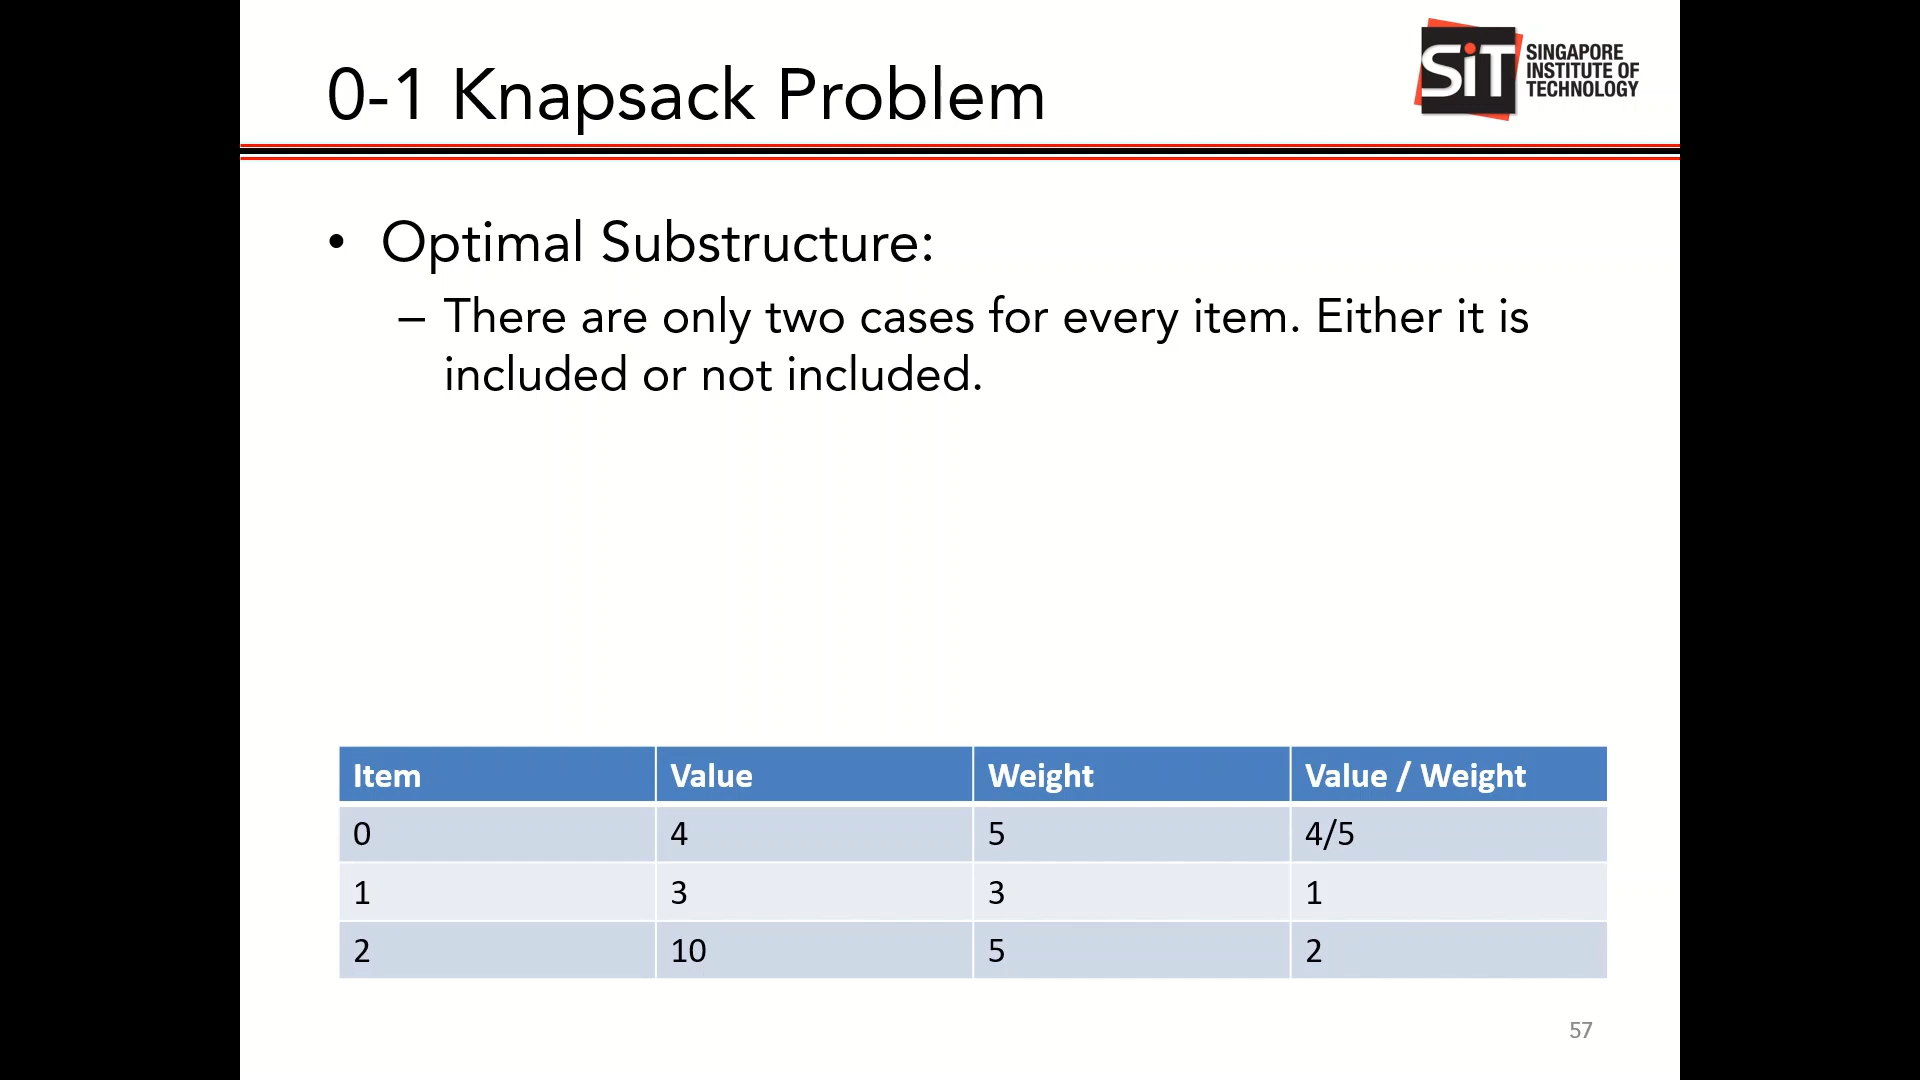 0-1 Knapsack Problem
SiT
SINGAPORE
INSTITUTE OF
TECHNOLOGY
• Optimal Substructure:
– There are only two cases for every item. Either it is
included or not included.
Item Value Weight Value / Weight
0 4 5 4/5
1 3 3 1
2 10 5 2
57